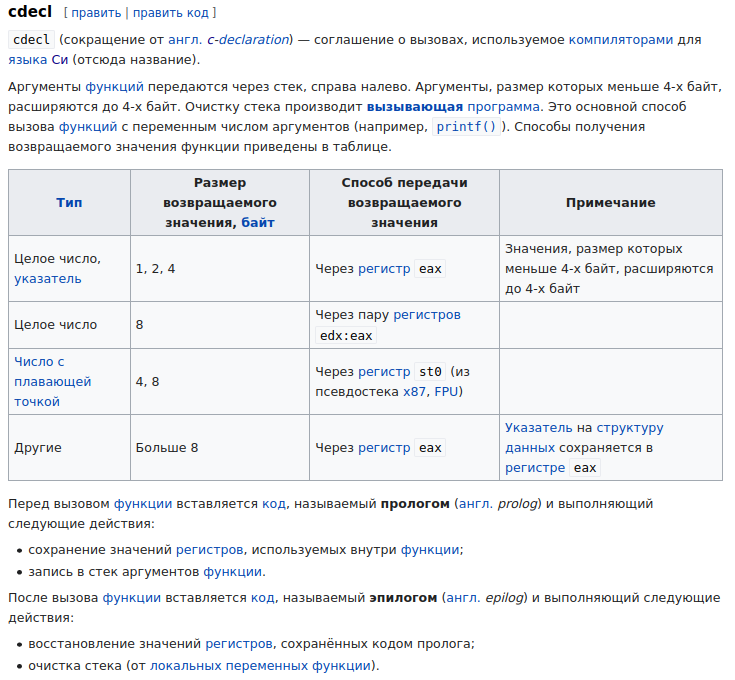 cdecl [ править | править код ]
cdecl (сокращение от англ. c-declaration) — соглашение о вызовах, используемое компиляторами для
языка Си (отсюда название).
Аргументы функций передаются через стек, справа налево. Аргументы, размер которых меньше 4-х байт,
расширяются до 4-х байт. Очистку стека производит вызывающая программа. Это основной способ
вызова функций с переменным числом аргументов (например, printf()). Способы получения
возвращаемого значения функции приведены в таблице.
Тип
Размер
возвращаемого
значения, байт
Способ передачи
возвращаемого
значения
Примечание
Целое число,
указатель
1, 2, 4
Через регистр eax
Значения, размер которых
меньше 4-х байт, расширяются
до 4-х байт
Целое число
8
Через пару регистров
edx:eax
Число с
плавающей
точкой
4, 8
Через регистр st0 (из
псевдостека x87, FPU)
Другие
Больше 8
Через регистр eax
Указатель на структуру
данных сохраняется в
регистре eax
Перед вызовом функции вставляется код, называемый прологом (англ. prolog) и выполняющий
следующие действия:
• сохранение значений регистров, используемых внутри функции;
• запись в стек аргументов функции.
После вызова функции вставляется код, называемый эпилогом (англ. epilog) и выполняющий следующие
действия:
• восстановление значений регистров, сохранённых кодом пролога;
• очистка стека (от локальных переменных функции).